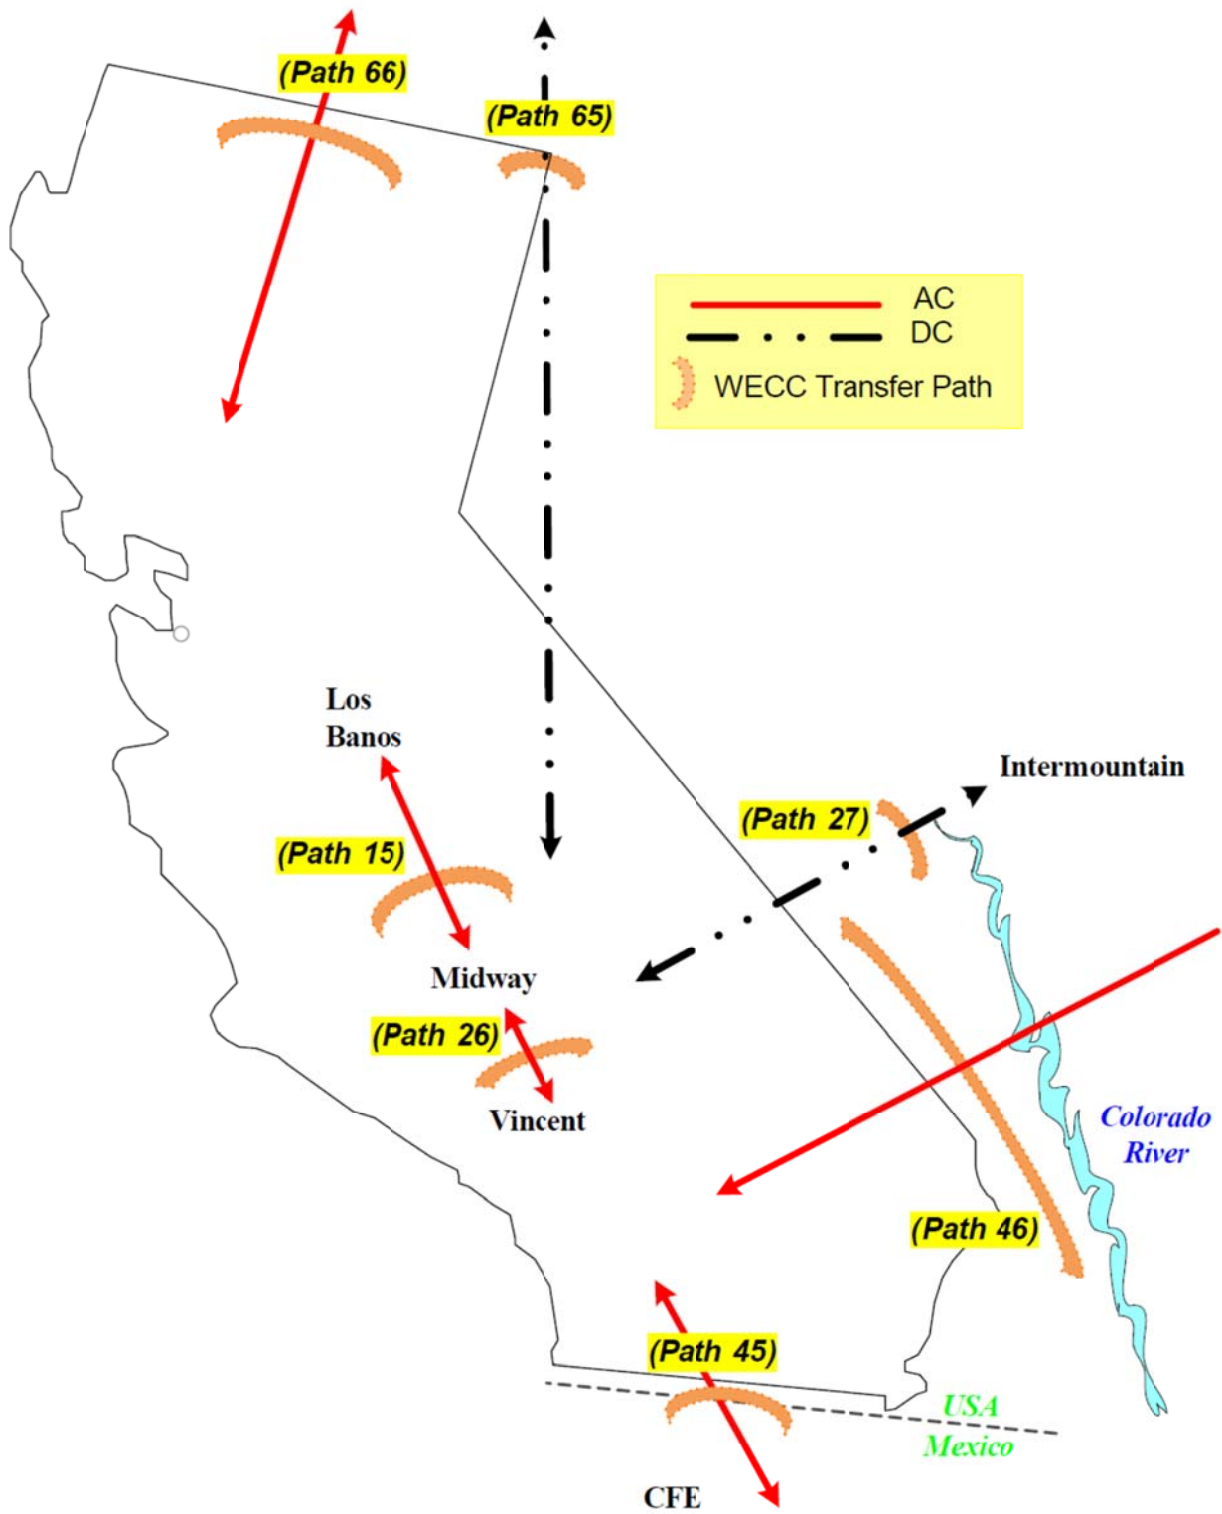 (Path 66)
(Path 65)
AC
DC
WECC Transfer Path
Los
Banos
Intermountain
(Path 27)
(Path 15)
Midway
(Path 26)
Vincent
Colorado
River
(Path 46)
(Path 45)
USA
Mexico
CFE